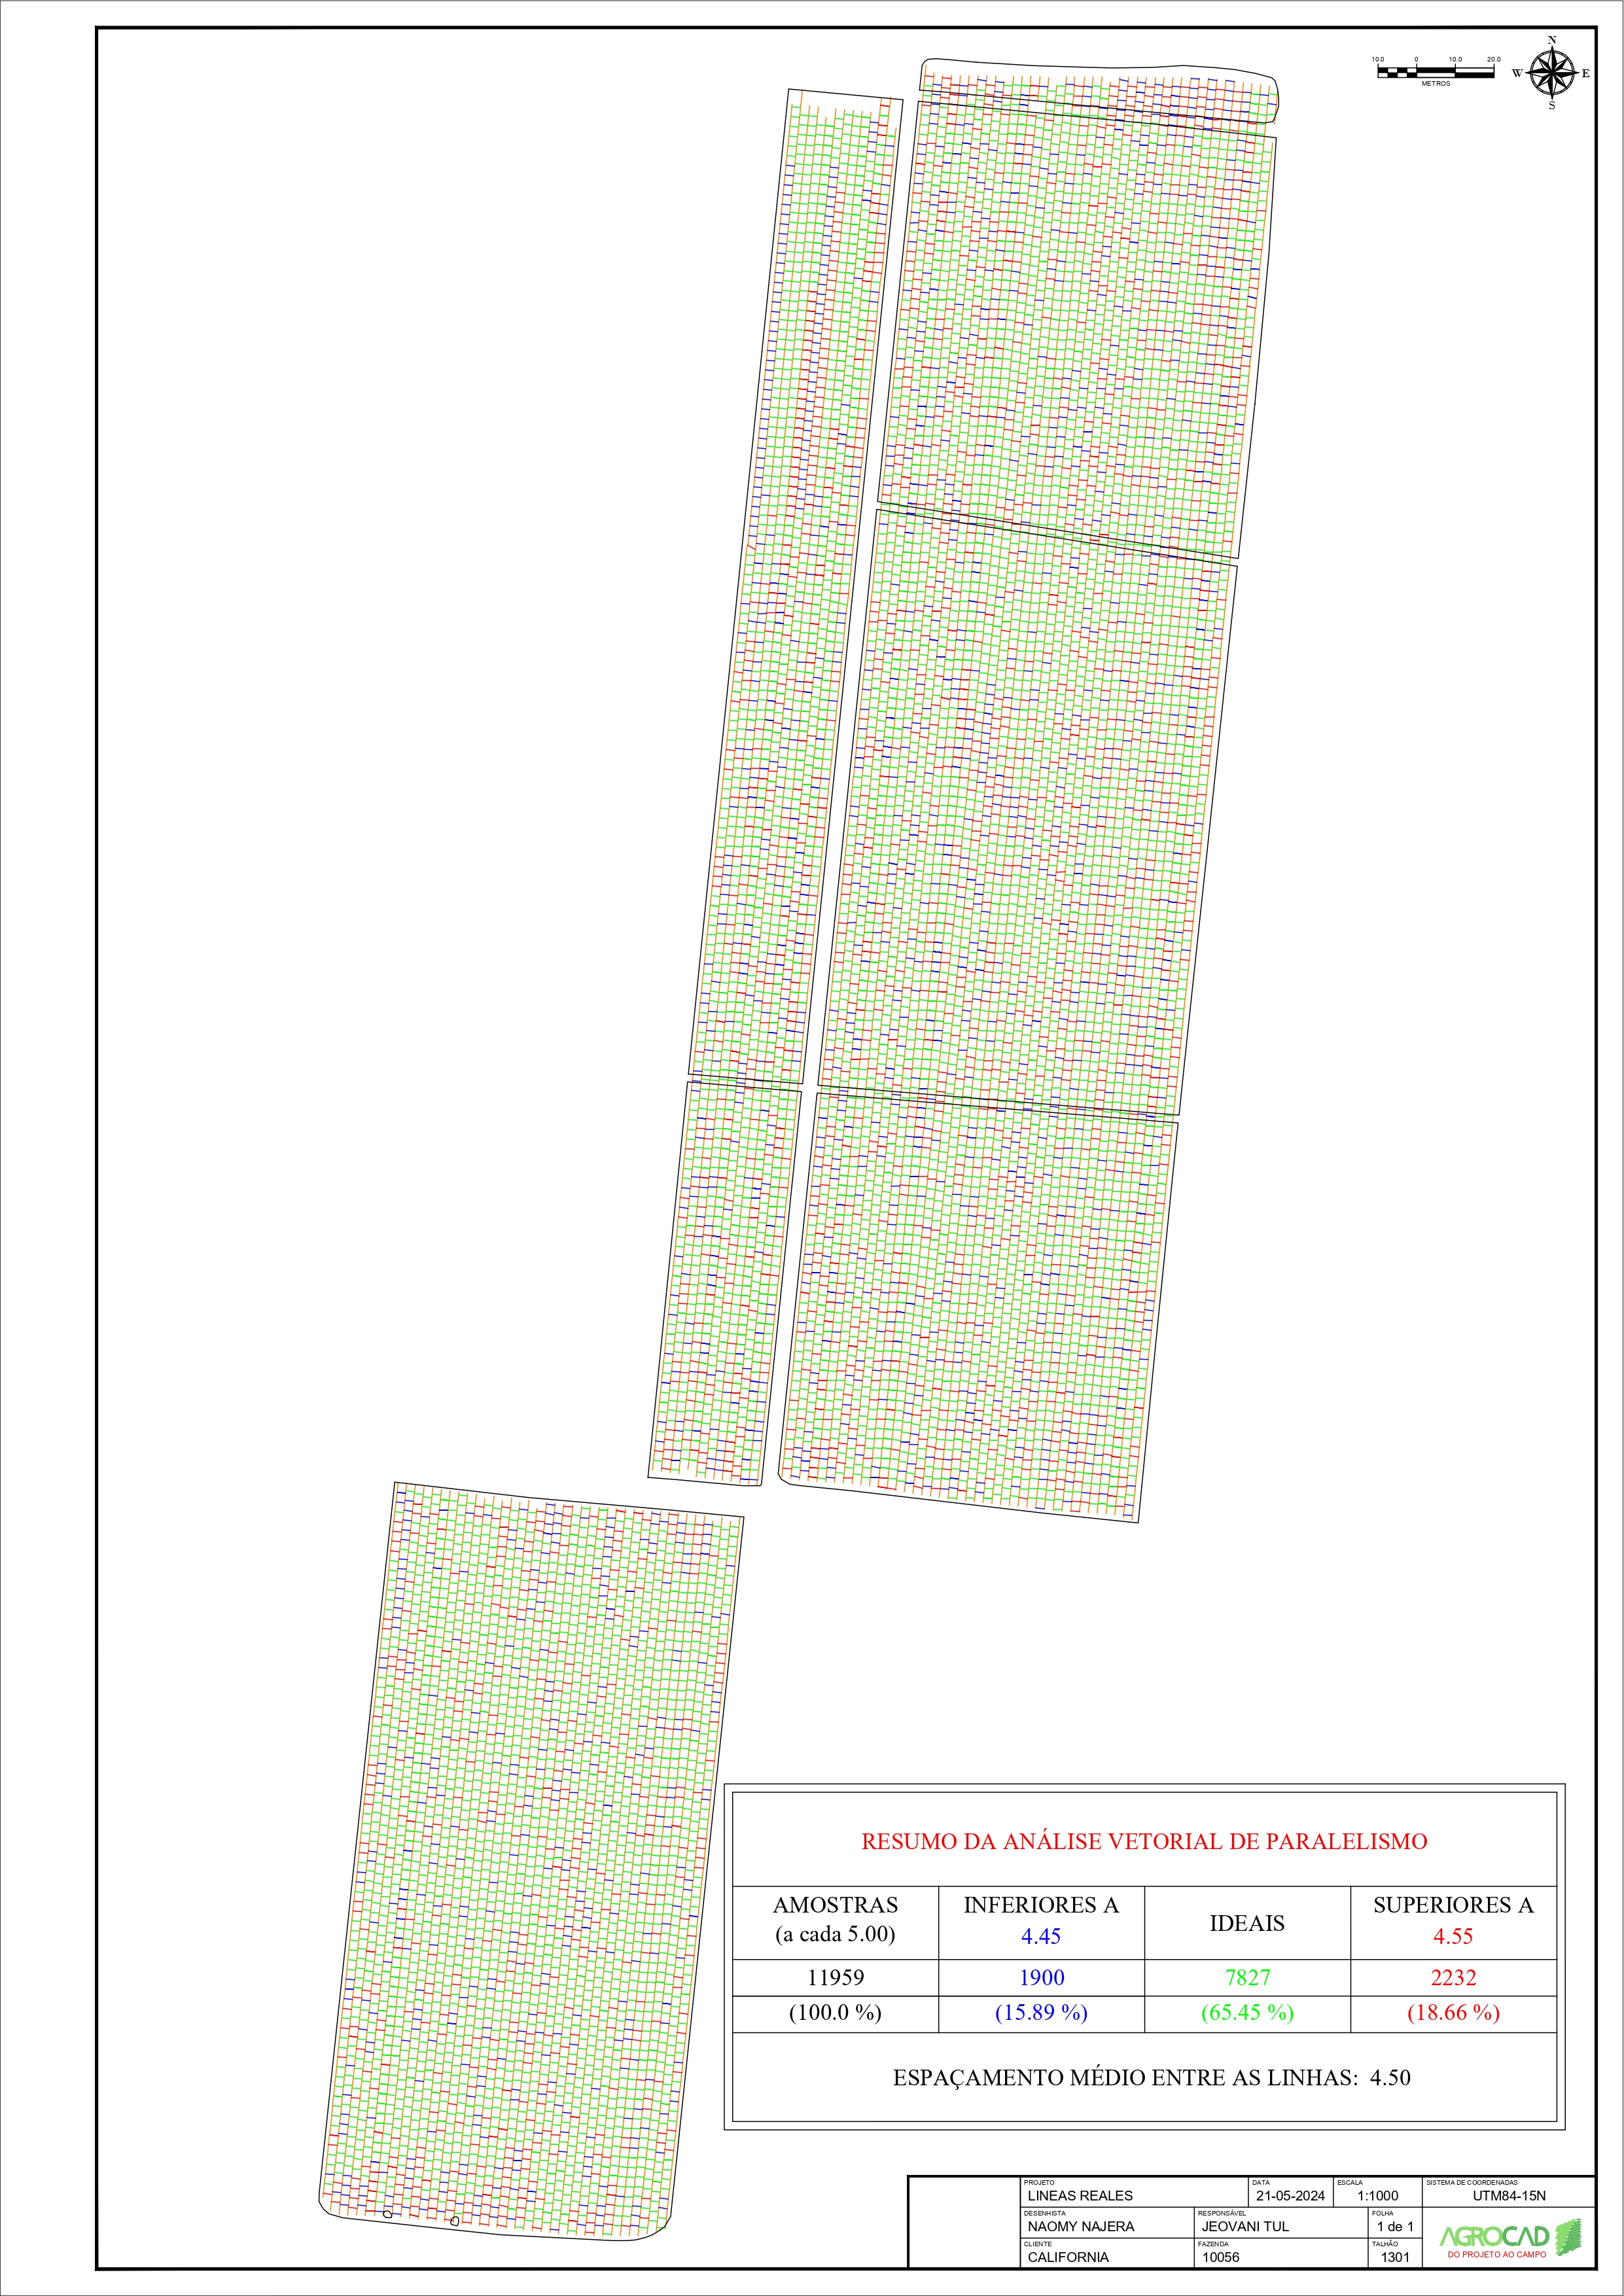 N
W E
S
10.0 0 10.0 20.0
METROS
RESUMO DA ANÁLISE VETORIAL DE PARALELISMO
AMOSTRAS
(a cada 5.00)
INFERIORES A
4.45
IDEAIS
SUPERIORES A
4.55
11959 1900 7827 2232
(100.0 %) (15.89 %) (65.45 %) (18.66 %)
ESPAÇAMENTO MÉDIO ENTRE AS LINHAS: 4.50
PROJETO DATA ESCALA SISTEMA DE COORDENADAS
LINEAS REALES 21-05-2024 1:1000 UTM84-15N
DESENHISTA RESPONSÁVEL FOLHA
NAOMY NAJERA JEOVANI TUL 1 de 1
CLIENTE FAZENDA TALHÃO
CALIFORNIA 10056 1301
AGROCAD
DO PROJETO AO CAMPO